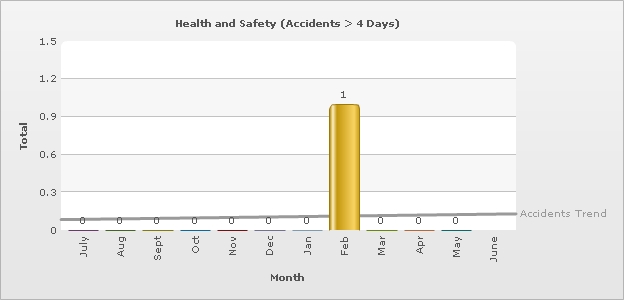 Health and Safety (Accidents > 4 Days)
1.5
1.2
0.9
0.6
0.3
0
Total
1
0 0 0 0 0 0 0 0 0 0
Accidents Trend
July Aug Sept Oct Nov Dec Jan Feb Mar Apr May June
Month